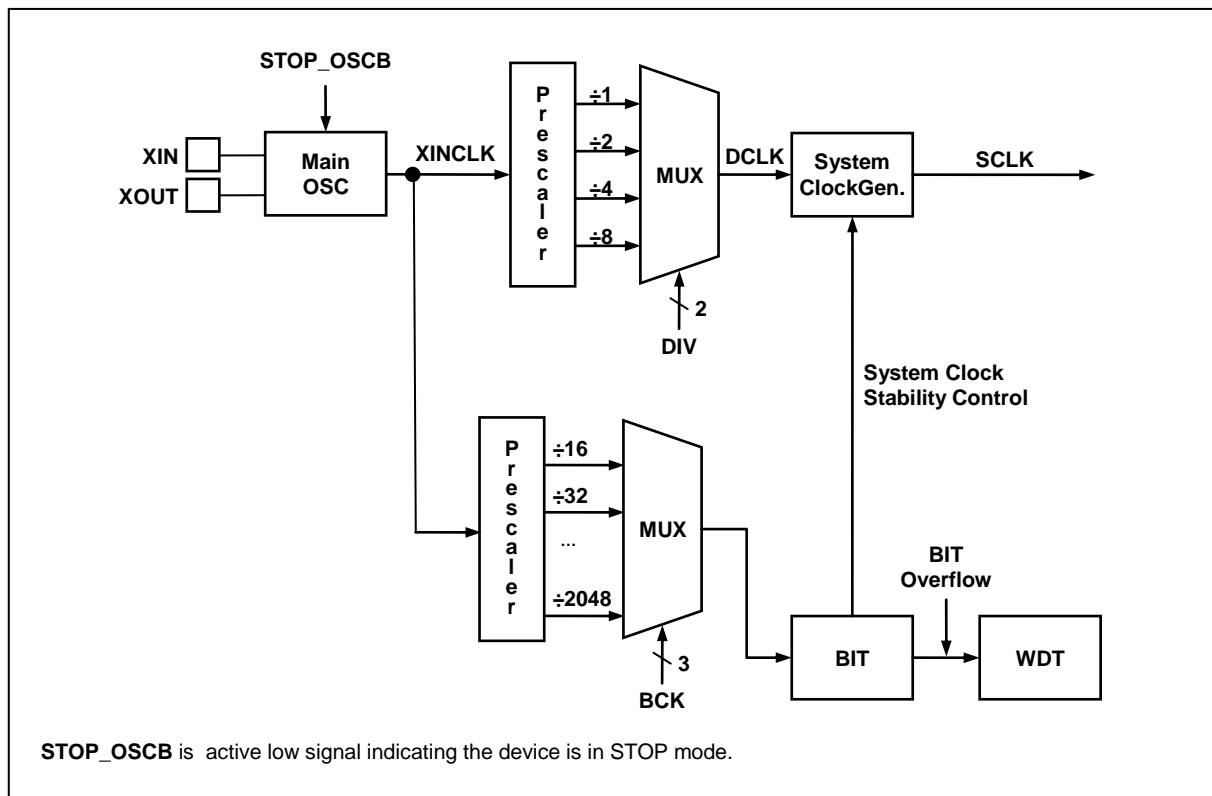 STOP_OSCB
XIN
XOUT
Main
OSC
XINCLK
Prescaler
÷1
÷2
÷4
÷8
MUX
2
DIV
DCLK
System
ClockGen.
SCLK
System Clock
Stability Control
Prescaler
÷16
÷32
...
÷2048
MUX
3
BCK
BIT
BIT
Overflow
WDT
STOP_OSCB is active low signal indicating the device is in STOP mode.